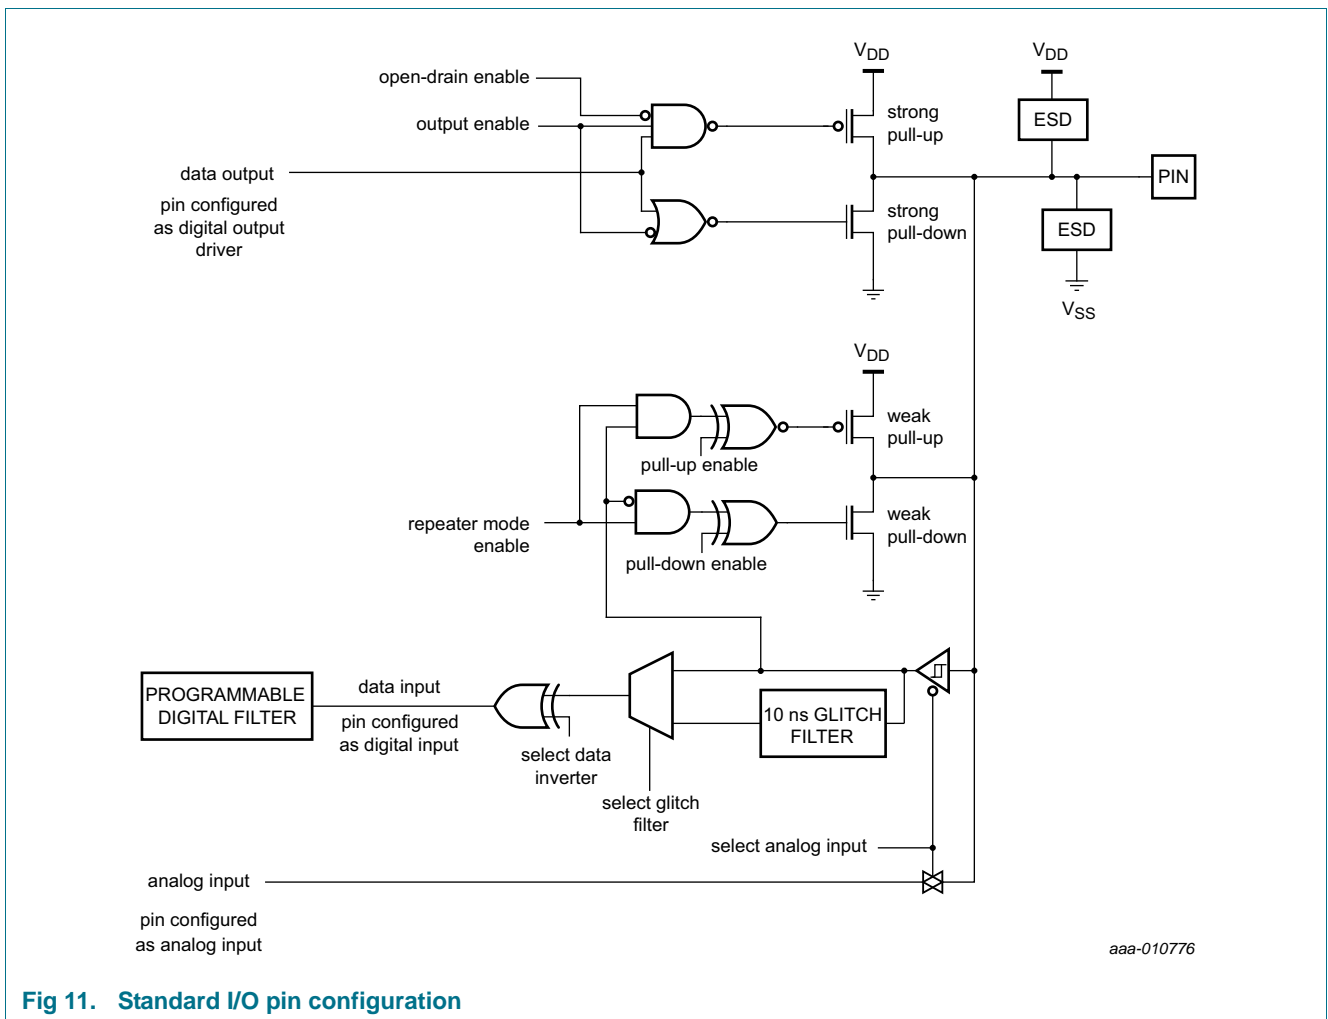 VDD
VDD
open-drain enable
strong
pull-up
ESD
output enable
data output
PIN
pin configured
as digital output
driver
strong
pull-down
ESD
VSS
VDD
weak
pull-up
pull-up enable
repeater mode
enable
weak
pull-down
pull-down enable
PROGRAMMABLE
DIGITAL FILTER
data input
pin configured
as digital input
select data
inverter
10 ns GLITCH
FILTER
select glitch
filter
select analog input
analog input
pin configured
as analog input
aaa-010776
Fig 11. Standard I/O pin configuration